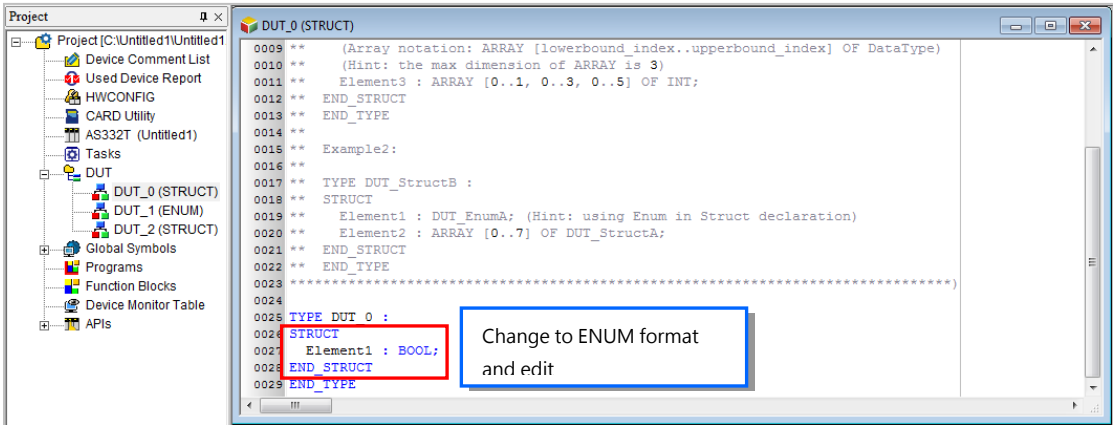 Project
Project [C:\Untitled1\Untitled1
Device Comment List
Used Device Report
HWCONFIG
CARD Utility
AS332T (Untitled1)
Tasks
DUT
DUT_0 (STRUCT)
DUT_1 (ENUM)
DUT_2 (STRUCT)
Global Symbols
Programs
Function Blocks
Device Monitor Table
APIs
DUT_0 (STRUCT)
0009 ** (Array notation: ARRAY [lowerbound_index..upperbound_index] OF DataType)
0010 ** (Hint: the max dimension of ARRAY is 3)
0011 ** Element3 : ARRAY [0..1, 0..3, 0..5] OF INT;
0012 ** END_STRUCT
0013 ** END_TYPE
0014 **
0015 ** Example2:
0016 **
0017 ** TYPE DUT_StructB :
0018 ** STRUCT
0019 ** Element1 : DUT_EnumA; (Hint: using Enum in Struct declaration)
0020 ** Element2 : ARRAY [0..7] OF DUT_StructA;
0021 ** END_STRUCT
0022 ** END_TYPE
0023 *********************************************************************************)
0024
0025 TYPE DUT_0 :
0026 STRUCT
0027 Element1 : BOOL;
0028 END_STRUCT
0029 END_TYPE
Change to ENUM format
and edit